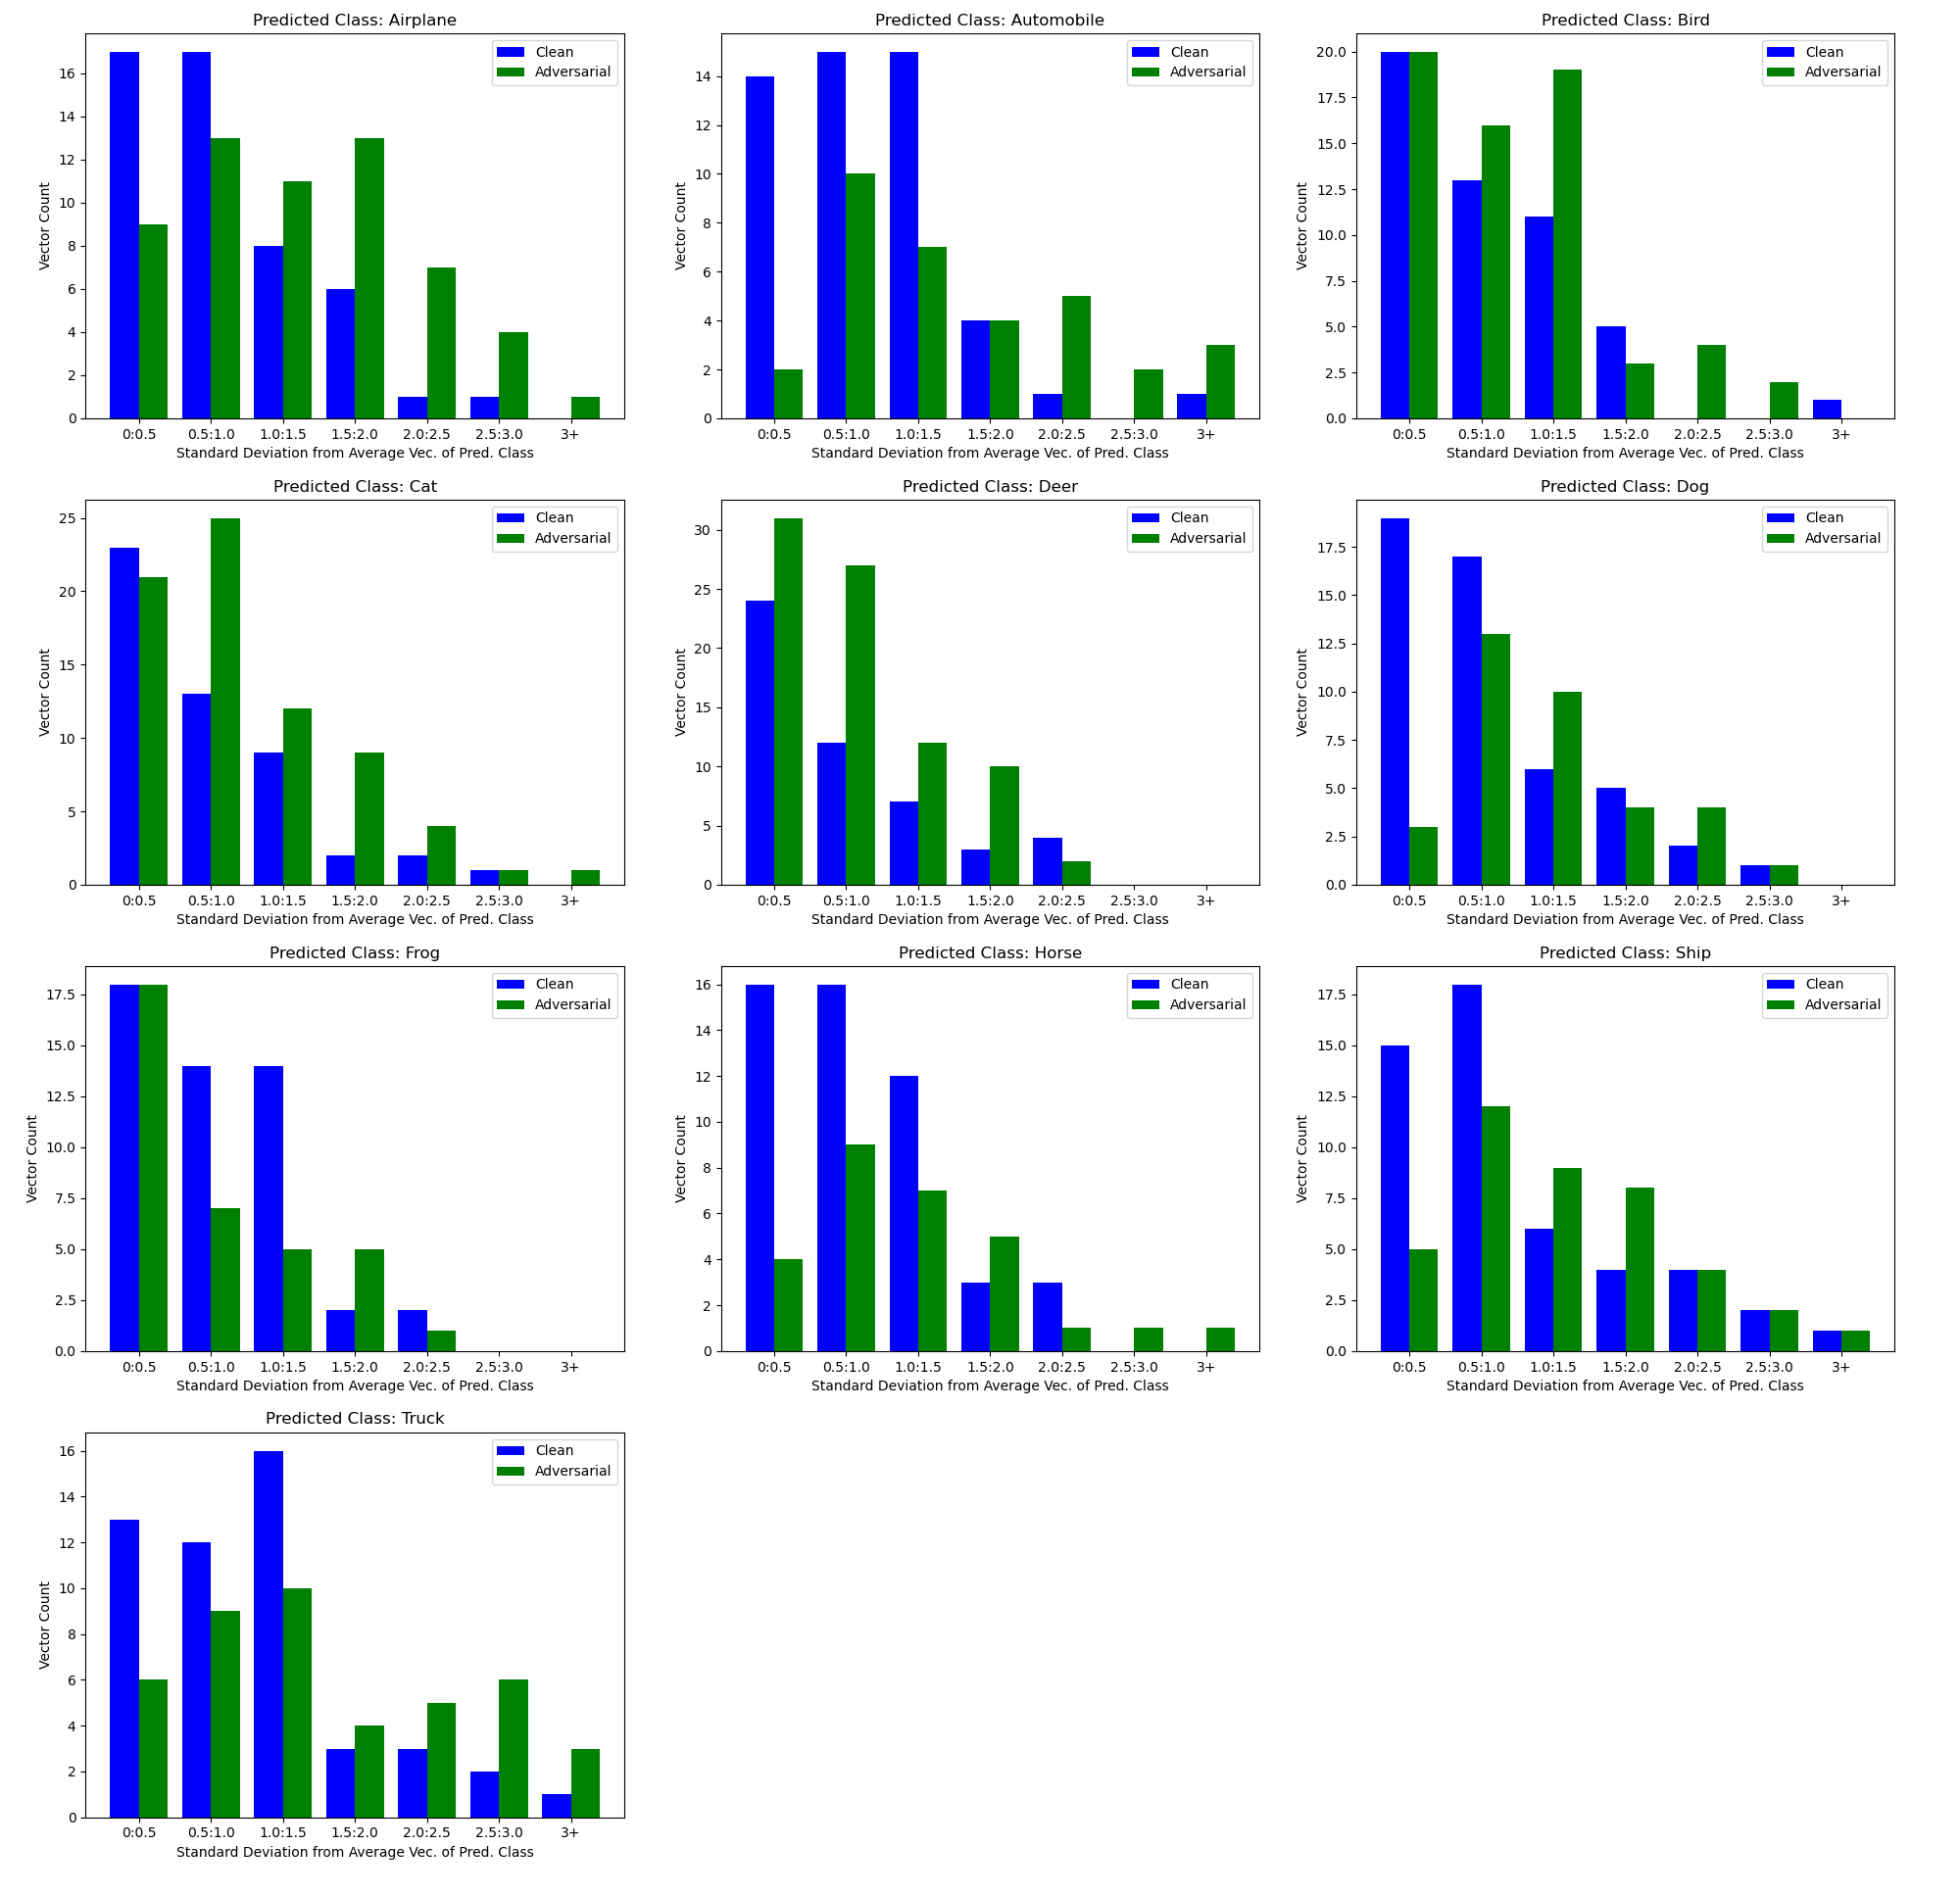 Predicted Class: Airplane
Clean
Adversarial
Vector Count
16
14
12
10
8
6
4
2
0
0:0.5 0.5:1.0 1.0:1.5 1.5:2.0 2.0:2.5 2.5:3.0 3+
Standard Deviation from Average Vec. of Pred. Class
Predicted Class: Automobile
Clean
Adversarial
Vector Count
14
12
10
8
6
4
2
0
0:0.5 0.5:1.0 1.0:1.5 1.5:2.0 2.0:2.5 2.5:3.0 3+
Standard Deviation from Average Vec. of Pred. Class
Predicted Class: Bird
Clean
Adversarial
Vector Count
20.0
17.5
15.0
12.5
10.0
7.5
5.0
2.5
0.0
0:0.5 0.5:1.0 1.0:1.5 1.5:2.0 2.0:2.5 2.5:3.0 3+
Standard Deviation from Average Vec. of Pred. Class
Predicted Class: Cat
Clean
Adversarial
Vector Count
25
20
15
10
5
0
0:0.5 0.5:1.0 1.0:1.5 1.5:2.0 2.0:2.5 2.5:3.0 3+
Standard Deviation from Average Vec. of Pred. Class
Predicted Class: Deer
Clean
Adversarial
Vector Count
30
25
20
15
10
5
0
0:0.5 0.5:1.0 1.0:1.5 1.5:2.0 2.0:2.5 2.5:3.0 3+
Standard Deviation from Average Vec. of Pred. Class
Predicted Class: Dog
Clean
Adversarial
Vector Count
17.5
15.0
12.5
10.0
7.5
5.0
2.5
0.0
0:0.5 0.5:1.0 1.0:1.5 1.5:2.0 2.0:2.5 2.5:3.0 3+
Standard Deviation from Average Vec. of Pred. Class
Predicted Class: Frog
Clean
Adversarial
Vector Count
17.5
15.0
12.5
10.0
7.5
5.0
2.5
0.0
0:0.5 0.5:1.0 1.0:1.5 1.5:2.0 2.0:2.5 2.5:3.0 3+
Standard Deviation from Average Vec. of Pred. Class
Predicted Class: Horse
Clean
Adversarial
Vector Count
16
14
12
10
8
6
4
2
0
0:0.5 0.5:1.0 1.0:1.5 1.5:2.0 2.0:2.5 2.5:3.0 3+
Standard Deviation from Average Vec. of Pred. Class
Predicted Class: Ship
Clean
Adversarial
Vector Count
17.5
15.0
12.5
10.0
7.5
5.0
2.5
0.0
0:0.5 0.5:1.0 1.0:1.5 1.5:2.0 2.0:2.5 2.5:3.0 3+
Standard Deviation from Average Vec. of Pred. Class
Predicted Class: Truck
Clean
Adversarial
Vector Count
16
14
12
10
8
6
4
2
0
0:0.5 0.5:1.0 1.0:1.5 1.5:2.0 2.0:2.5 2.5:3.0 3+
Standard Deviation from Average Vec. of Pred. Class